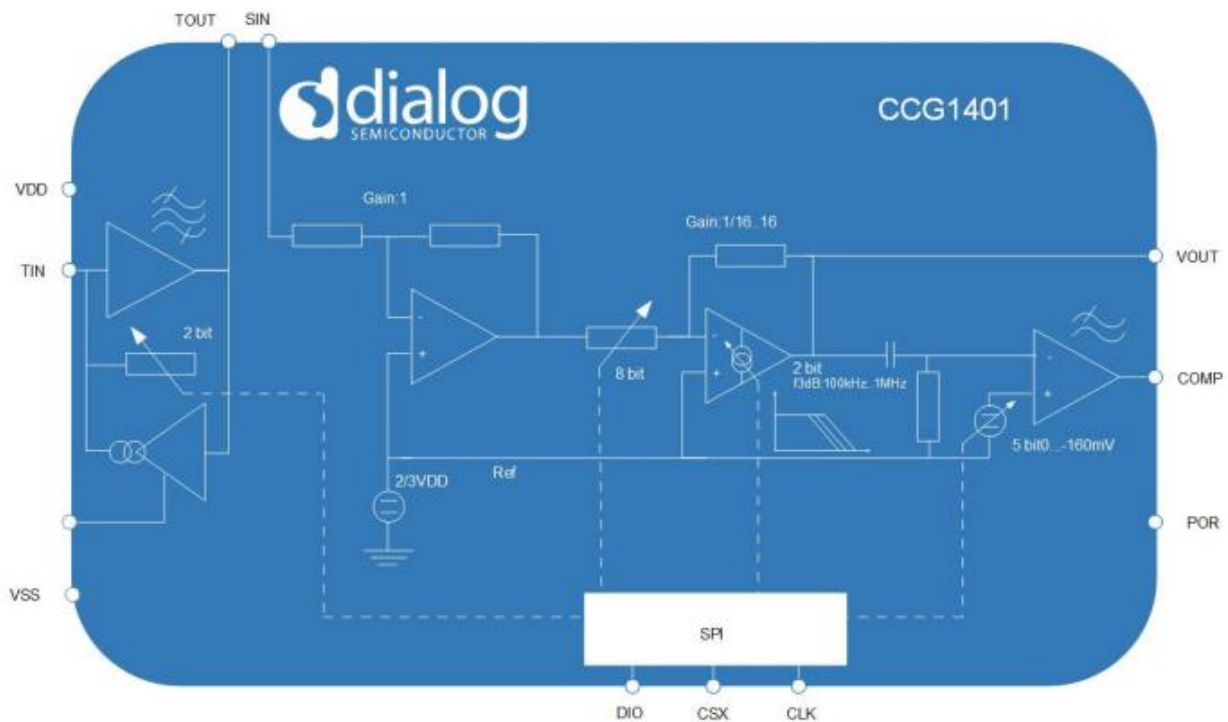 TOUT SIN
dialog
SEMICONDUCTOR
CCG1401
VDD
Gain:1
Gain:1/16..16
TIN
VOUT
2 bit
-
+
8 bit
-
+
2 bit
f3dB:100kHz..1MHz
-
+
COMP
5 bit0...-160mV
Ref
2/3VDD
POR
VSS
SPI
DIO CSX CLK